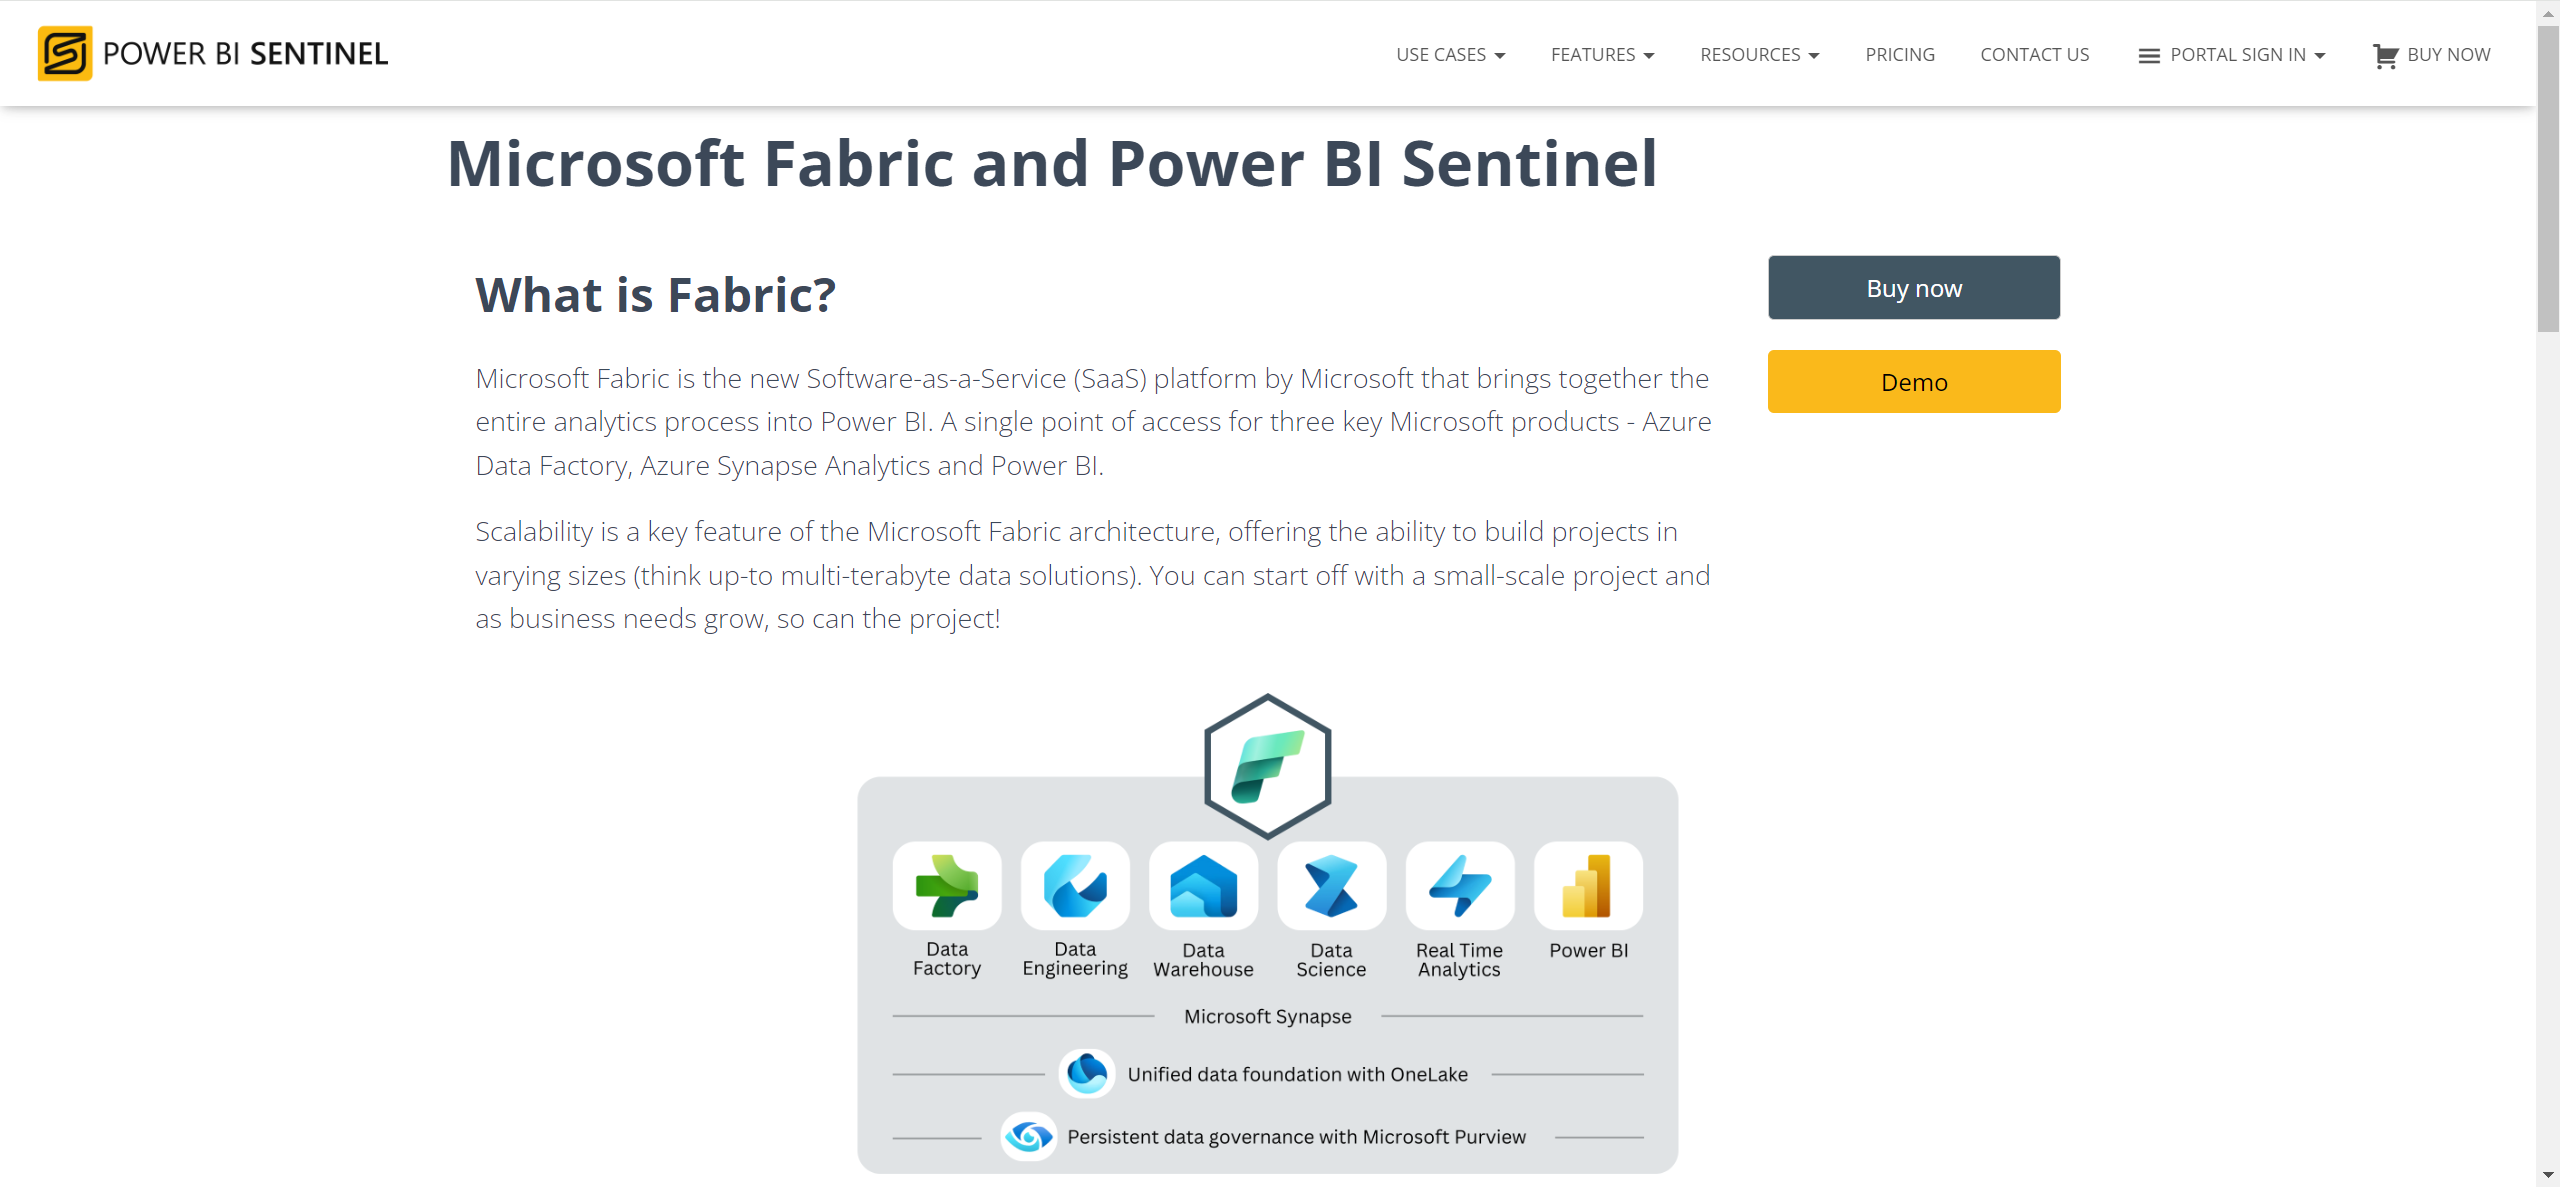 POWER BI SENTINEL
USE CASES
FEATURES
RESOURCES
PRICING
CONTACT US
PORTAL SIGN IN
BUY NOW
Microsoft Fabric and Power BI Sentinel
What is Fabric?
Buy now
Demo
Microsoft Fabric is the new Software-as-a-Service (SaaS) platform by Microsoft that brings together the
entire analytics process into Power BI. A single point of access for three key Microsoft products - Azure
Data Factory, Azure Synapse Analytics and Power BI.
Scalability is a key feature of the Microsoft Fabric architecture, offering the ability to build projects in
varying sizes (think up-to multi-terabyte data solutions). You can start off with a small-scale project and
as business needs grow, so can the project!
Data
Factory
Data
Engineering
Data
Warehouse
Data
Science
Real Time
Analytics
Power BI
Microsoft Synapse
Unified data foundation with OneLake
Persistent data governance with Microsoft Purview